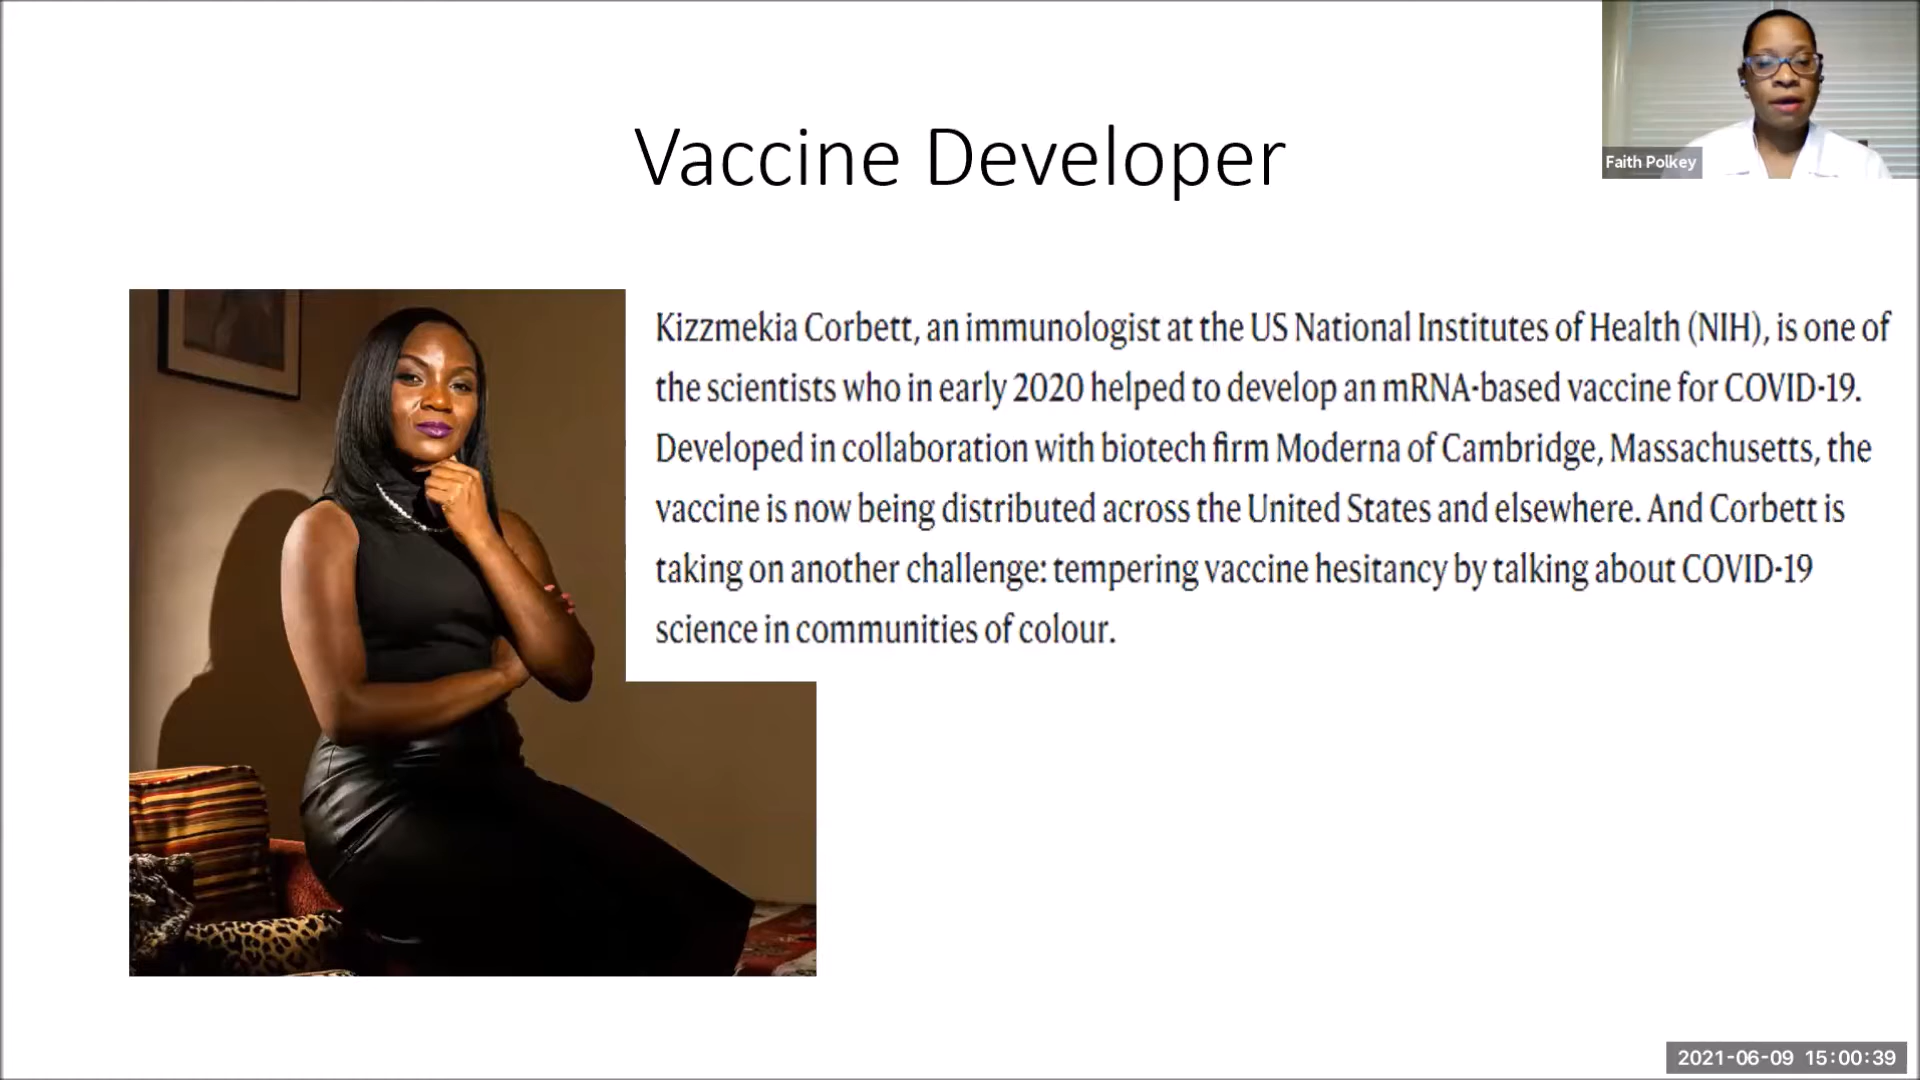 Vaccine Developer
Faith Polkey
Kizzmekia Corbett, an immunologist at the US National Institutes of Health (NIH), is one of
the scientists who in early 2020 helped to develop an mRNA-based vaccine for COVID-19.
Developed in collaboration with biotech firm Moderna of Cambridge, Massachusetts, the
vaccine is now being distributed across the United States and elsewhere. And Corbett is
taking on another challenge: tempering vaccine hesitancy by talking about COVID-19
science in communities of colour.
2021-06-09 15:00:39